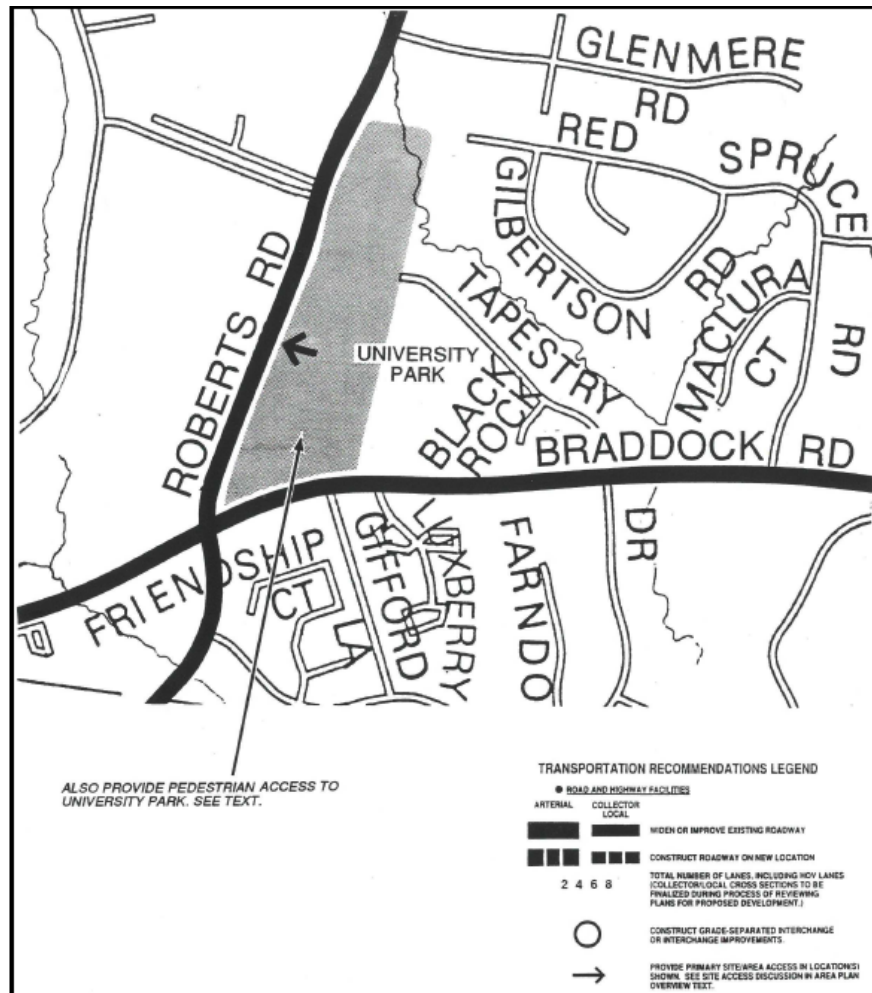 GLENMERE
RD
RED
SPRUCE
GILBERTSON
RD
RD
MACLURA
CT
TAPESTRY
ROBERTS RD
UNIVERSITY
PARK
BLACK
ROCK
BRADDOCK RD
FRIENDSHIP
CT
LA
GIFFORD
LUXBERRY
FARNDO
DR
ALSO PROVIDE PEDESTRIAN ACCESS TO
UNIVERSITY PARK. SEE TEXT.
TRANSPORTATION RECOMMENDATIONS LEGEND
ROAD AND HIGHWAY FACILITIES
ARTERIAL COLLECTOR
LOCAL
WIDEN OR IMPROVE EXISTING ROADWAY
CONSTRUCT ROADWAY ON NEW LOCATION
2 4 6 8
TOTAL NUMBER OF LANES, INCLUDING HOV LANES
(COLLECTOR/LOCAL CROSS SECTIONS TO BE
FINALIZED DURING PROCESS OF REVIEWING
PLANS FOR PROPOSED DEVELOPMENT.)
CONSTRUCT GRADE-SEPARATED INTERCHANGE
OR INTERCHANGE IMPROVEMENTS.
PROVIDE PRIMARY SITE/AREA ACCESS IN LOCATION(S)
SHOWN. SEE SITE ACCESS DISCUSSION IN AREA PLAN
OVERVIEW TEXT.